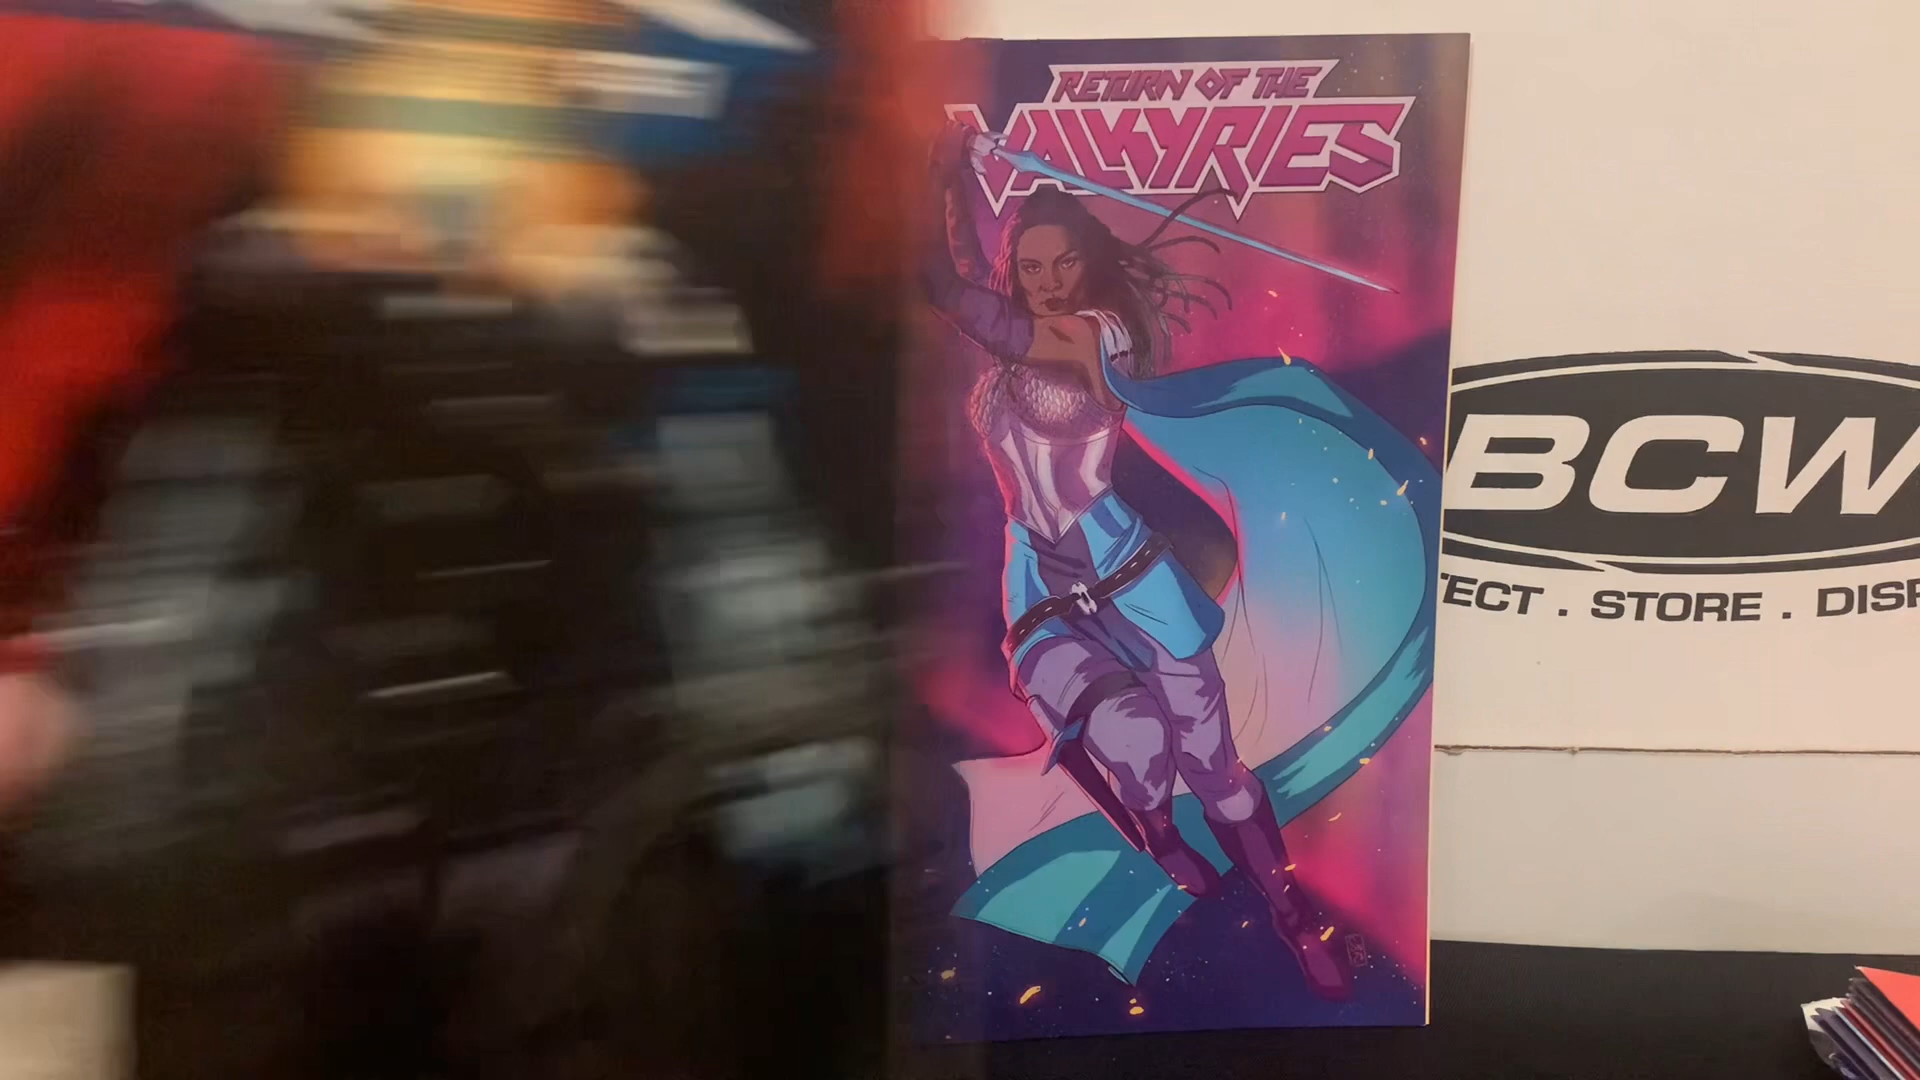 RETURN OF THE
VALKYRIES
BCW
TECT . STORE . DISP